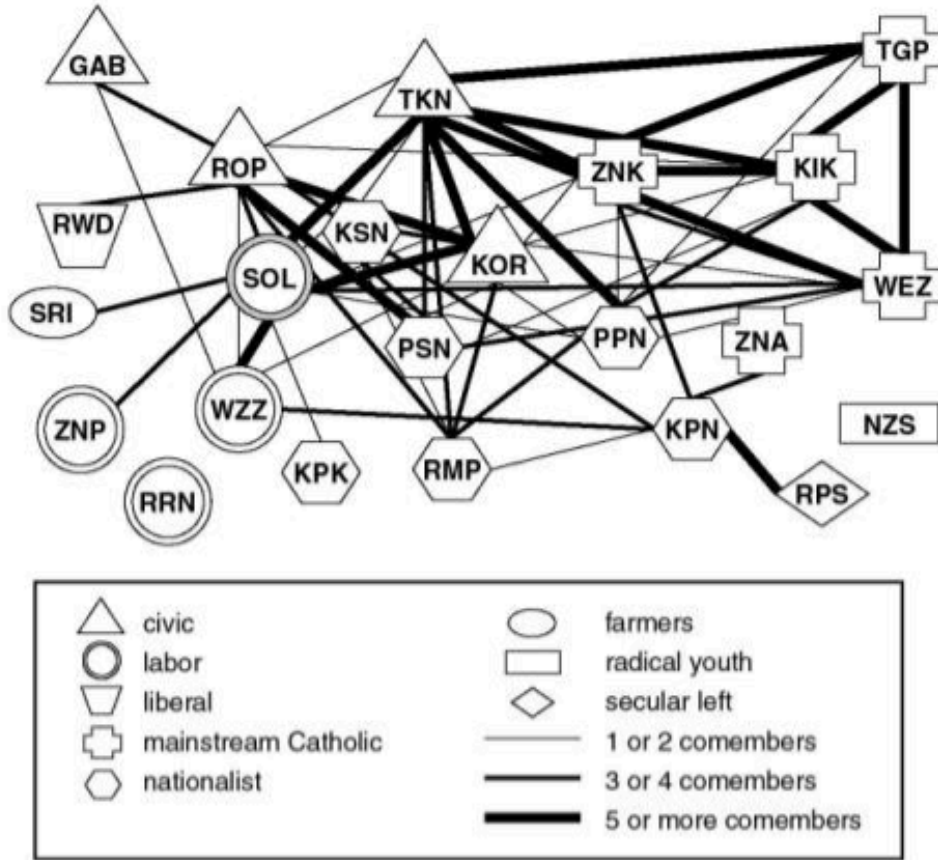 GAB
TKN
TGP
ROP
ZNK
KIK
RWD
KSN
SOL
KOR
WEZ
SRI
PSN
PPN
ZNA
ZNP
WZZ
KPN
NZS
KPK
RMP
RRN
RPS
civic
labor
liberal
mainstream Catholic
nationalist
farmers
radical youth
secular left
1 or 2 comembers
3 or 4 comembers
5 or more comembers